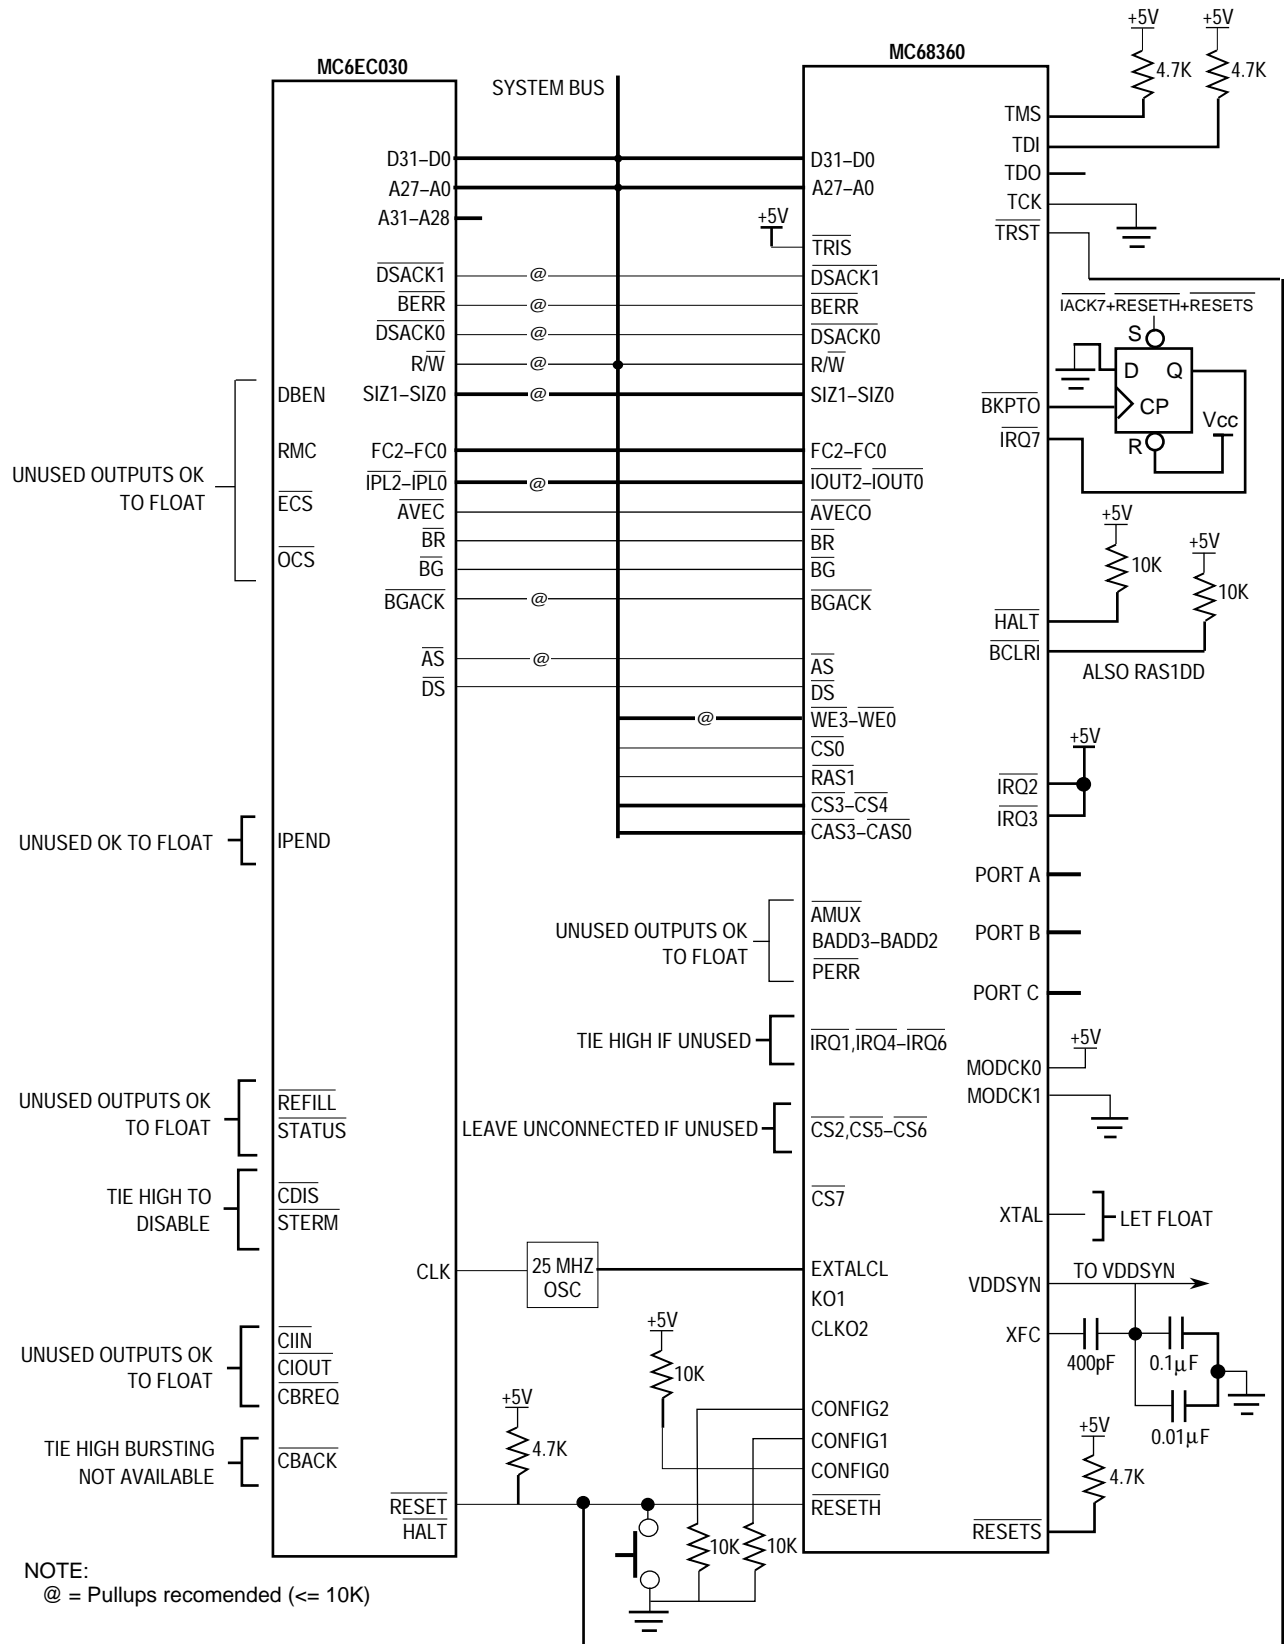 MC6EC030
SYSTEM BUS
MC68360
+5V
+5V
4.7K
4.7K
TMS
TDI
TDO
TCK
TRST
D31–D0
A27–A0
A31–A28
D31–D0
A27–A0
+5V
TRIS
DSACK1
@
DSACK1
BERR
@
BERR
DSACK0
@
DSACK0
R/W
@
R/W
SIZ1–SIZ0
@
SIZ1–SIZ0
FC2–FC0
FC2–FC0
IPL2–IPL0
@
IOUT2–IOUT0
AVEC
AVECO
BR
BR
BG
BG
BGACK
@
BGACK
AS
@
AS
DS
DS
@
WE3–WE0
CS0
RAS1
CS3–CS4
CAS3–CAS0
UNUSED OUTPUTS OK
TO FLOAT
DBEN
RMC
ECS
OCS
IACK7+RESETH+RESETS
S
D
Q
CP
R
Vcc
BKPTO
IRQ7
+5V
10K
+5V
10K
HALT
BCLRI
ALSO RAS1DD
+5V
IRQ2
IRQ3
UNUSED OK TO FLOAT
IPEND
PORT A
PORT B
PORT C
UNUSED OUTPUTS OK
TO FLOAT
AMUX
BADD3–BADD2
PERR
TIE HIGH IF UNUSED
IRQ1,IRQ4–IRQ6
+5V
MODCK0
MODCK1
UNUSED OUTPUTS OK
TO FLOAT
REFILL
STATUS
LEAVE UNCONNECTED IF UNUSED
CS2,CS5–CS6
TIE HIGH TO
DISABLE
CDIS
STERM
CS7
XTAL
LET FLOAT
CLK
25 MHZ
OSC
EXTALCL
KO1
CLKO2
VDDSYN
TO VDDSYN
XFC
400pF
0.1µF
0.01µF
UNUSED OUTPUTS OK
TO FLOAT
CIIN
CIOUT
CBREQ
+5V
10K
CONFIG2
CONFIG1
CONFIG0
TIE HIGH BURSTING
NOT AVAILABLE
CBACK
+5V
4.7K
+5V
4.7K
RESET
HALT
RESETH
RESETS
10K
10K
NOTE:
@ = Pullups recomended (<= 10K)